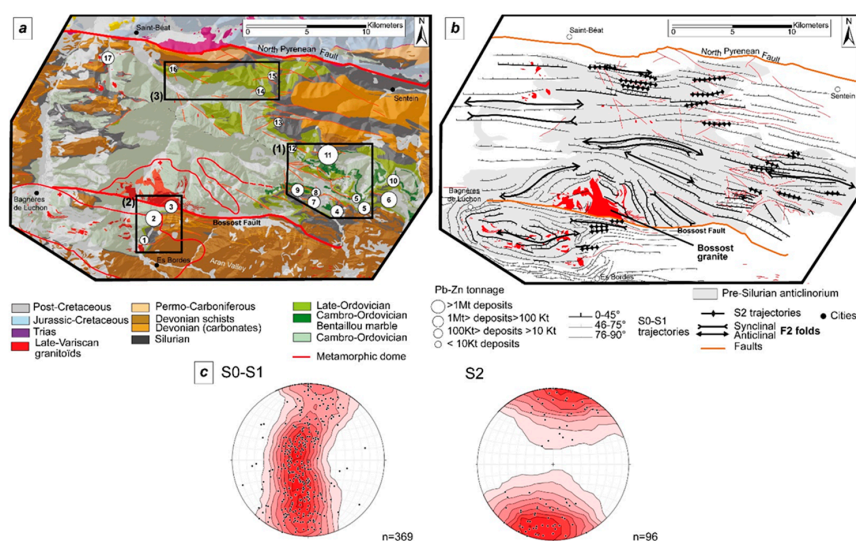 a
Saint-Béat
0 5 10
Kilometers
N
North Pyrenean Fault
17
16
15
14
(3)
Sentein
13
(1)
12
11
10
9
8
7
6
5
5
4
Bagnères de Luchon
(2)
3
2
1
Bossost Fault
Es Bordes
Aran Valley
b
Saint-Béat
0 5 10
Kilometers
N
North Pyrenean Fault
Sentein
Bagnères de Luchon
Bossost Fault
Bossost granite
Es Bordes
Post-Cretaceous
Jurassic-Cretaceous
Trias
Late-Variscan granitoïds
Permo-Carboniferous
Devonian schists
Devonian (carbonates)
Silurian
Late-Ordovician
Cambro-Ordovician
Bentaillou marble
Cambro-Ordovician
Metamorphic dome
Pb-Zn tonnage
>1Mt deposits
1Mt> deposits>100 Kt
100Kt> deposits >10 Kt
< 10Kt deposits
0-45°
46-75°
76-90°
S0-S1 trajectories
Pre-Silurian anticlinorium
S2 trajectories
Synclinal
Anticlinal
F2 folds
Faults
Cities
c
S0-S1
n=369
S2
n=96